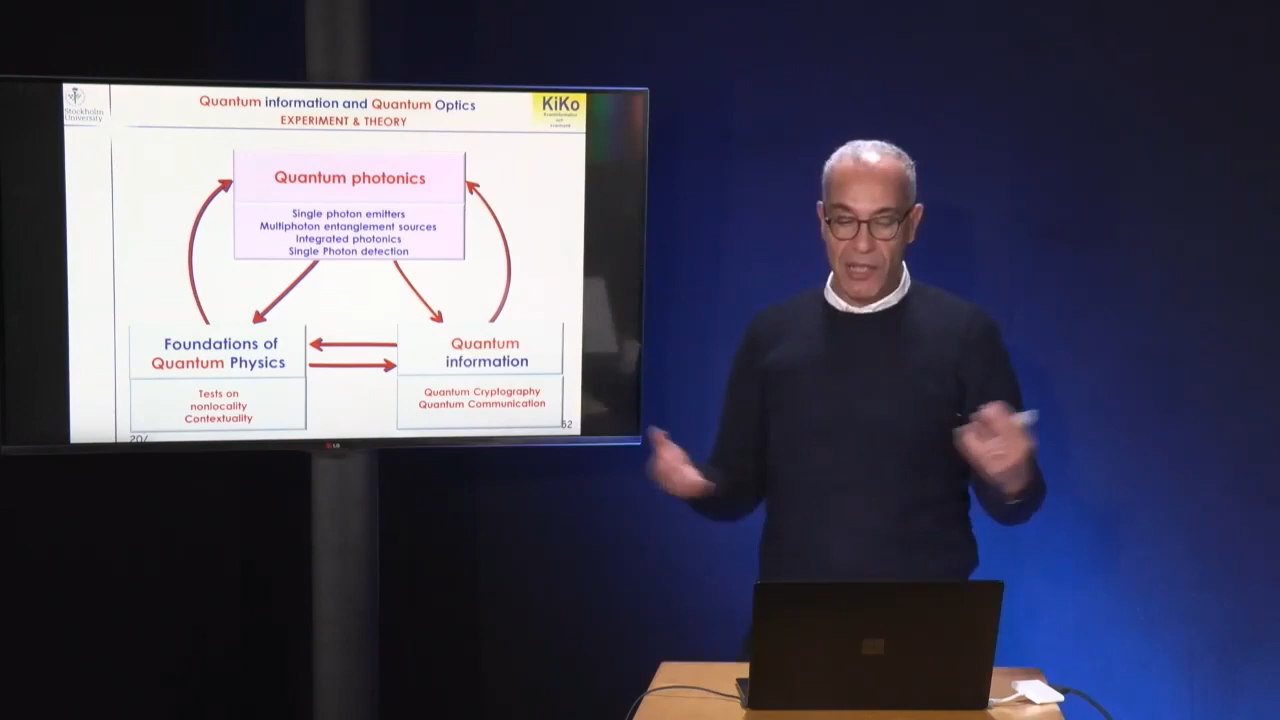 Stockholm
University
Quantum information and Quantum Optics
EXPERIMENT & THEORY
KiKo
Quantum photonics
Single photon emitters
Multiphoton entanglement sources
Integrated photonics
Single Photon detection
Foundations of
Quantum Physics
Tests on
nonlocality
Contextuality
Quantum
information
Quantum Cryptography
Quantum Communication
62
20/
LG